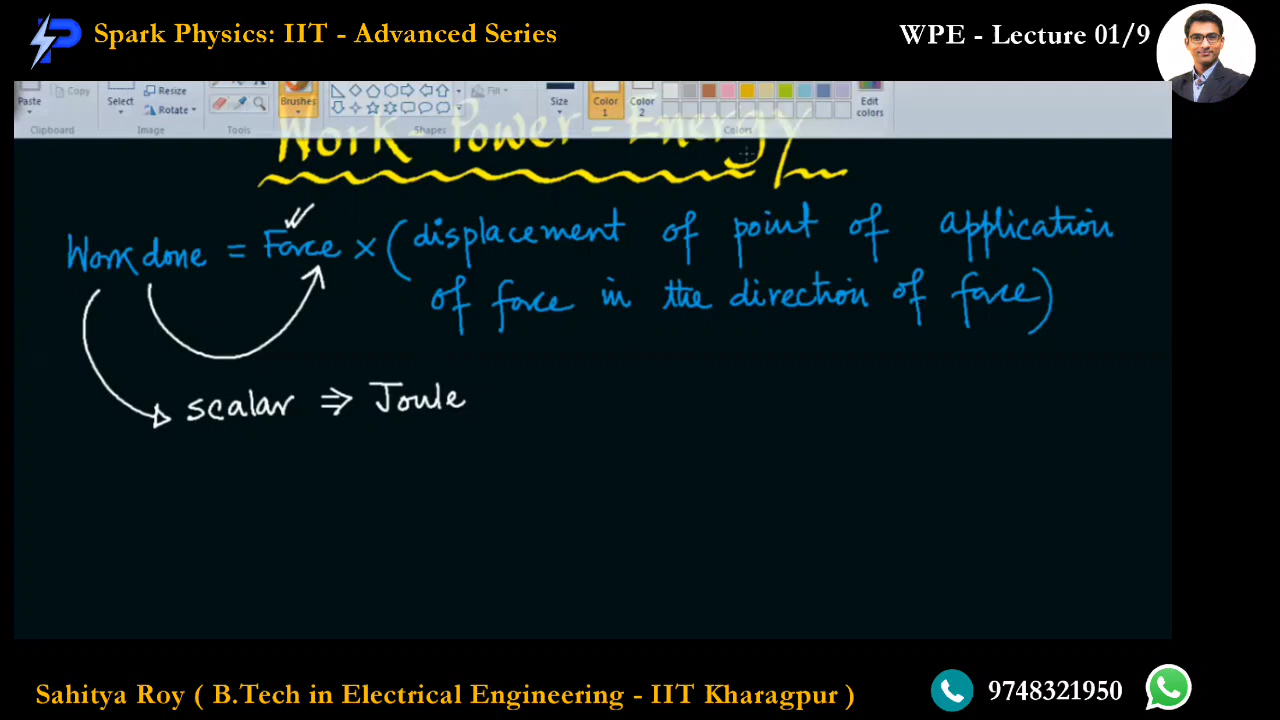 Spark Physics: IIT - Advanced Series
WPE - Lecture 01/9
Paste
Copy
Select
Resize
Rotate
Brushes
Size
Color 1
Color 2
Edit colors
Fill
Clipboard
Image
Tools
Shapes
Colors
Work - Power - Energy
Work done = Force × (displacement of point of application
of force in the direction of force)
scalar ⇒ Joule
Sahitya Roy ( B.Tech in Electrical Engineering - IIT Kharagpur )
9748321950